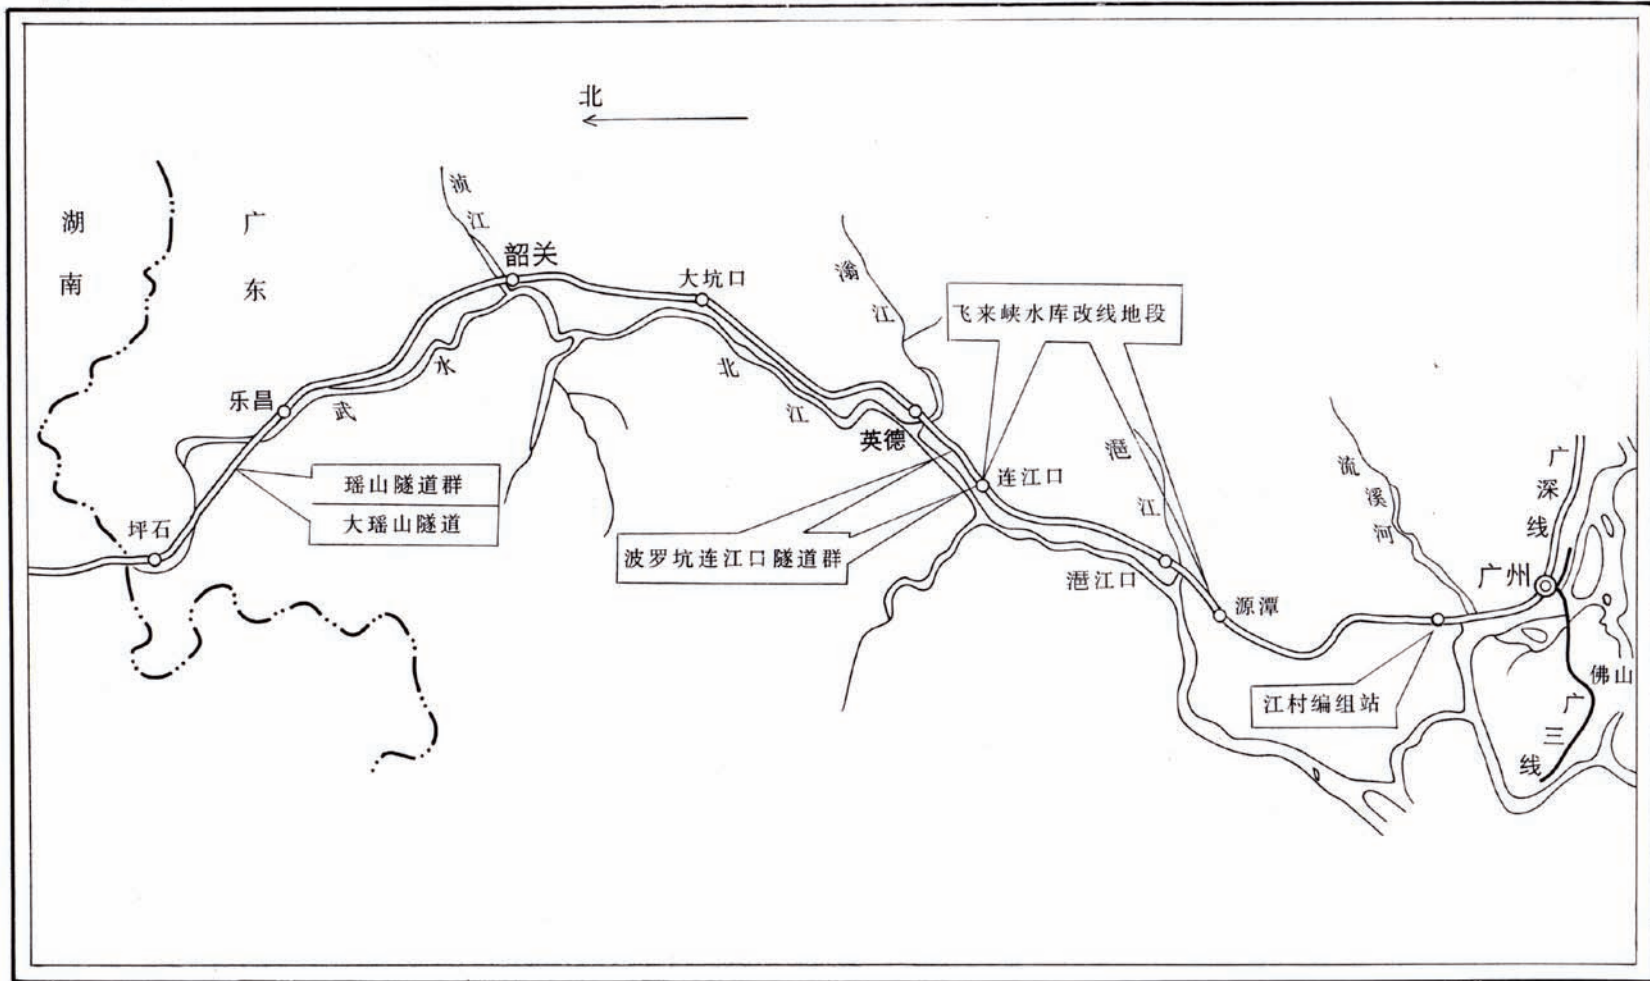 北
湖南
广东
浈江
韶关
大坑口
滃江
飞来峡水库改线地段
乐昌
武水
北江
英德
瑶山隧道群
大瑶山隧道
坪石
连江口
波罗坑连江口隧道群
琶江
琶江口
源潭
流溪河
广深线
广州
江村编组站
佛山
广三线